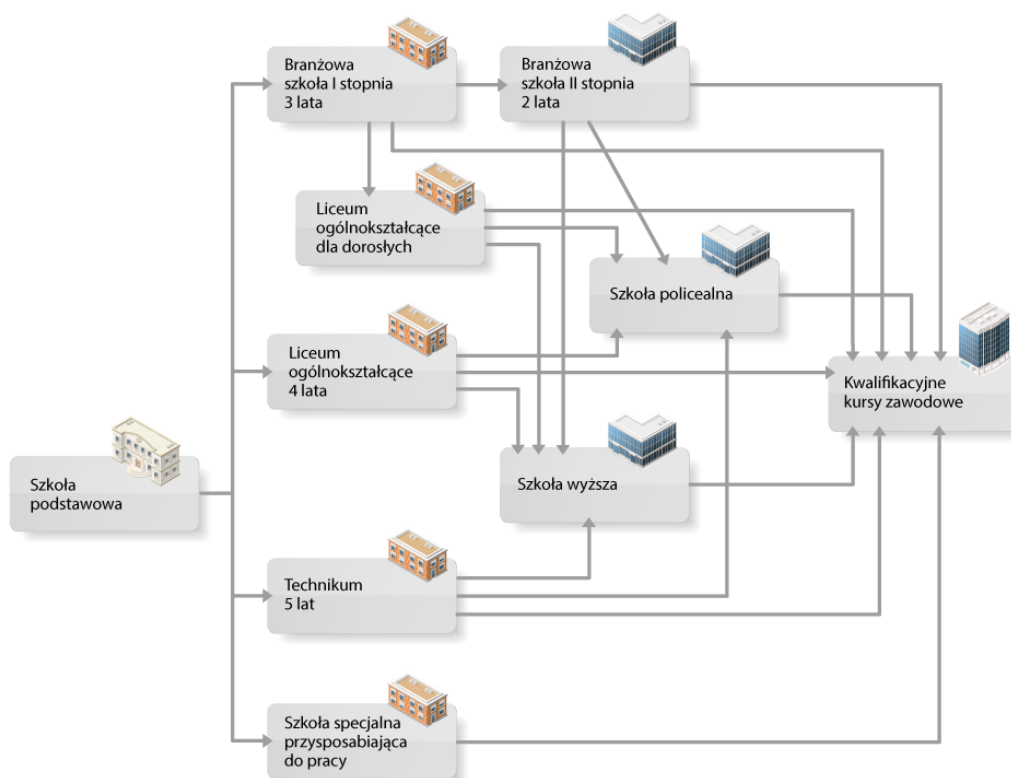 Branżowa
szkoła I stopnia
3 lata
Branżowa
szkoła II stopnia
2 lata
Liceum
ogólnokształcące
dla dorosłych
Szkoła policealna
Liceum
ogólnokształcące
4 lata
Kwalifikacyjne
kursy zawodowe
Szkoła
podstawowa
Szkoła wyższa
Technikum
5 lat
Szkoła specjalna
przysposabiająca
do pracy